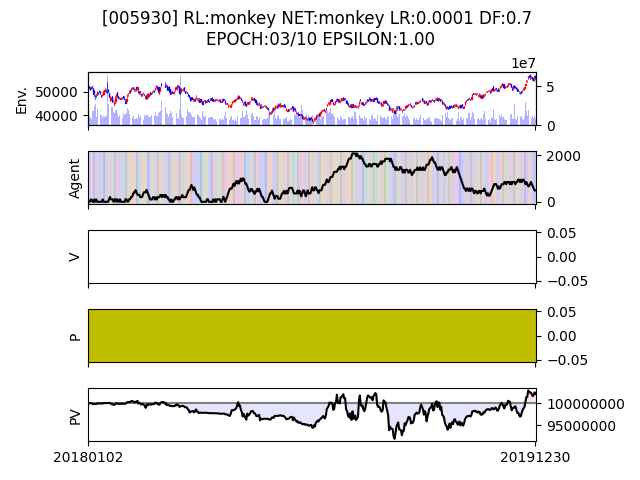 [005930] RL:monkey NET:monkey LR:0.0001 DF:0.7
EPOCH:03/10 EPSILON:1.00
1e7
Env.
50000
40000
5
0
Agent
2000
0
V
0.05
0.00
−0.05
P
0.05
0.00
−0.05
PV
100000000
95000000
20180102
20191230